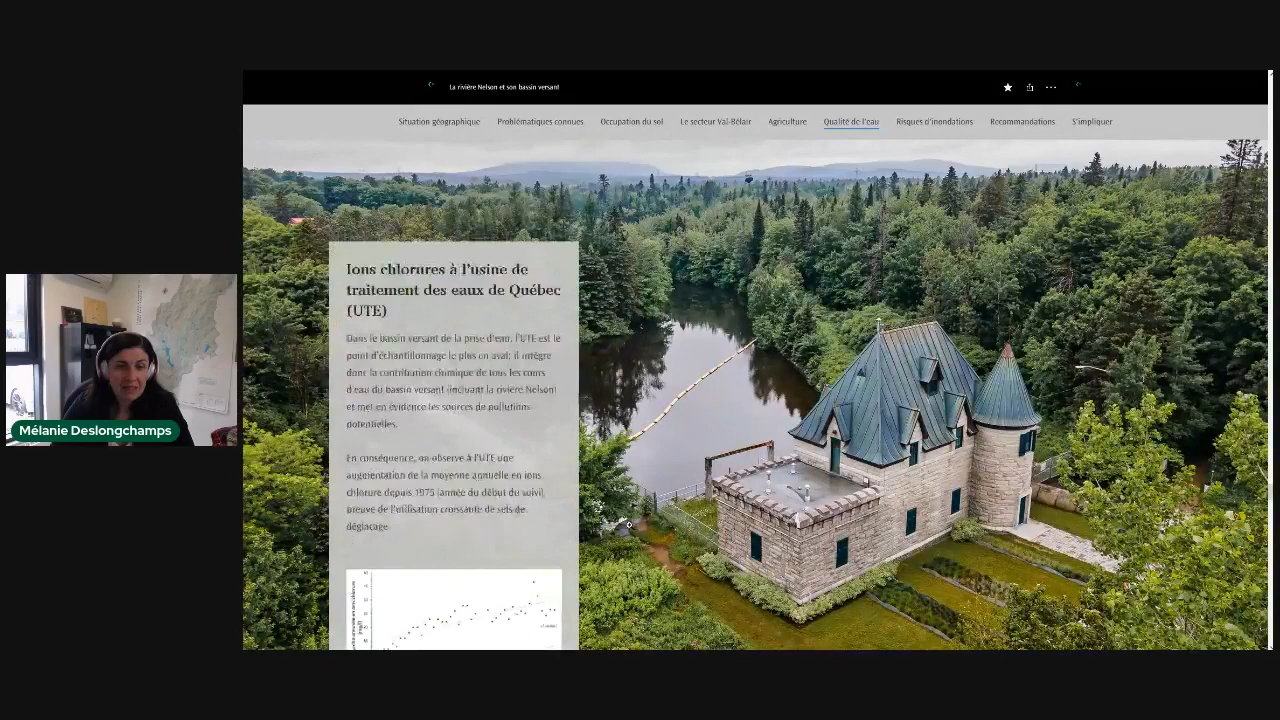 La rivière Nelson et son bassin versant
Situation géographique Problématiques connues Occupation du sol Le secteur Val-Bélair Agriculture Qualité de l'eau Risques d'inondations Recommandations S'impliquer
Ions chlorures à l'usine de
traitement des eaux de Québec
(UTE)
Dans le bassin versant de la prise d'eau, l'UTE est le
point d'échantillonnage le plus en aval; il intègre
donc la contribution chimique de tous les cours
d'eau du bassin versant (incluant la rivière Nelson)
et met en évidence les sources de pollutions
potentielles.
En conséquence, on observe à l'UTE une
augmentation de la moyenne annuelle en ions
chlorure depuis 1975 (année du début du suivi),
preuve de l'utilisation croissante de sels de
déglaçage
Mélanie Deslongchamps